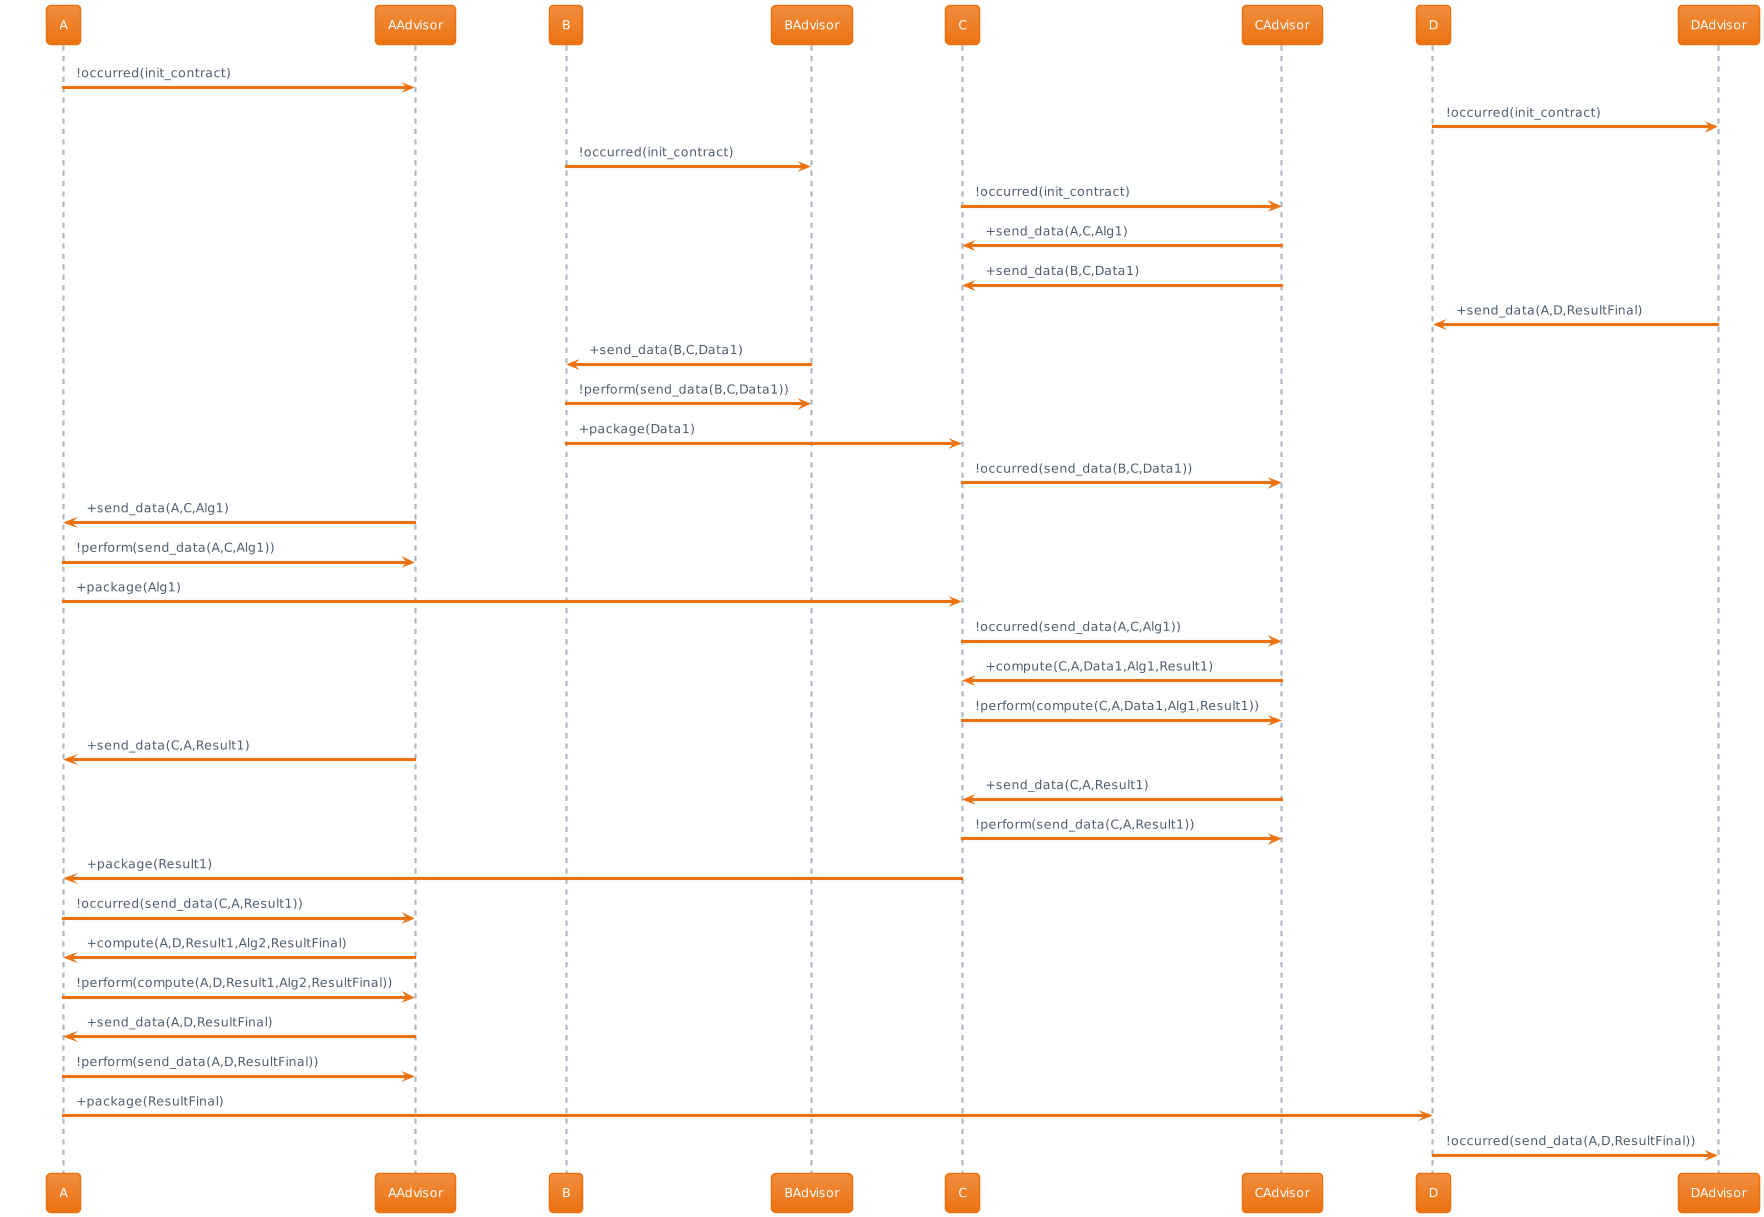 A
AAdvisor
B
BAdvisor
C
CAdvisor
D
DAdvisor
!occurred(init_contract)
!occurred(init_contract)
!occurred(init_contract)
!occurred(init_contract)
+send_data(A,C,Alg1)
+send_data(B,C,Data1)
+send_data(A,D,ResultFinal)
+send_data(B,C,Data1)
!perform(send_data(B,C,Data1))
+package(Data1)
!occurred(send_data(B,C,Data1))
+send_data(A,C,Alg1)
!perform(send_data(A,C,Alg1))
+package(Alg1)
!occurred(send_data(A,C,Alg1))
+compute(C,A,Data1,Alg1,Result1)
!perform(compute(C,A,Data1,Alg1,Result1))
+send_data(C,A,Result1)
+send_data(C,A,Result1)
!perform(send_data(C,A,Result1))
+package(Result1)
!occurred(send_data(C,A,Result1))
+compute(A,D,Result1,Alg2,ResultFinal)
!perform(compute(A,D,Result1,Alg2,ResultFinal))
+send_data(A,D,ResultFinal)
!perform(send_data(A,D,ResultFinal))
+package(ResultFinal)
!occurred(send_data(A,D,ResultFinal))
A
AAdvisor
B
BAdvisor
C
CAdvisor
D
DAdvisor